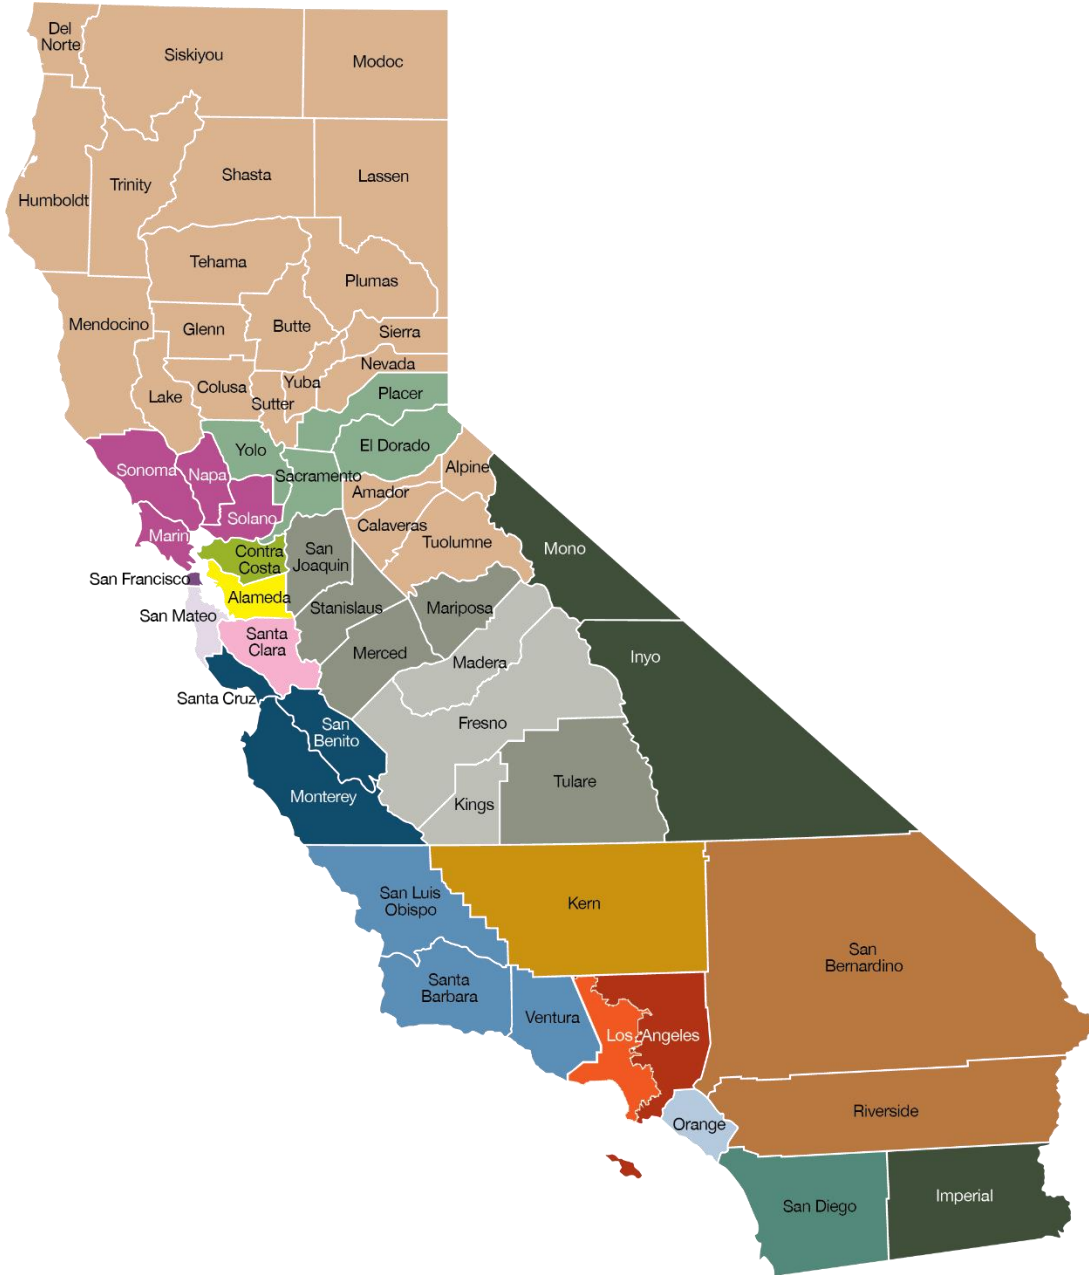 Del
Norte
Siskiyou
Modoc
Humboldt
Trinity
Shasta
Lassen
Tehama
Plumas
Mendocino
Glenn
Butte
Sierra
Nevada
Lake
Colusa
Sutter
Yuba
Placer
Yolo
El Dorado
Sonoma
Napa
Sacramento
Alpine
Amador
Solano
Marin
Calaveras
Tuolumne
Mono
Contra
Costa
San
Joaquin
San Francisco
Alameda
Stanislaus
Mariposa
San Mateo
Santa
Clara
Merced
Madera
Inyo
Santa Cruz
San
Benito
Fresno
Monterey
Kings
Tulare
San Luis
Obispo
Kern
San
Bernardino
Santa
Barbara
Ventura
Los Angeles
Orange
Riverside
San Diego
Imperial